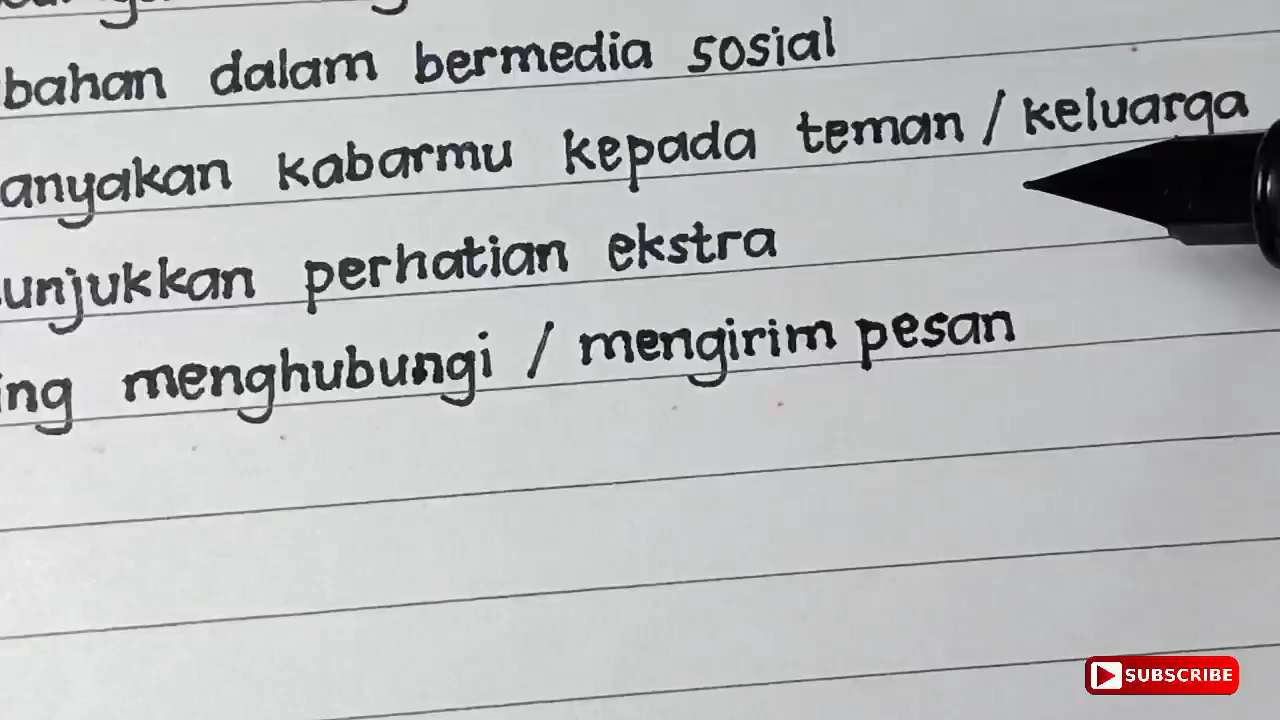 bahan dalam bermedia sosial
anyakan kabarmu kepada teman / keluarga
unjukkan perhatian ekstra
ing menghubungi / mengirim pesan
SUBSCRIBE